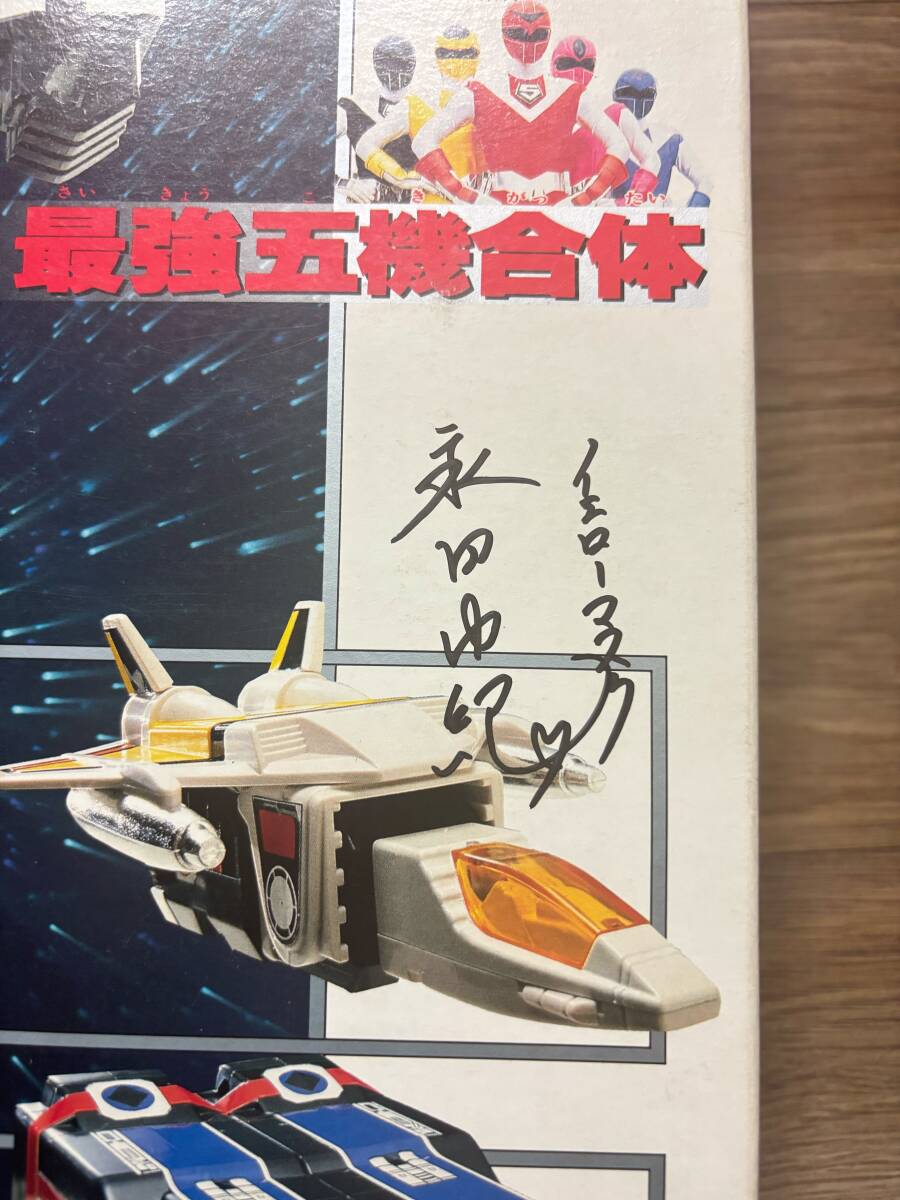 さいきょうごきがったい
最強五機合体
イエローマスク
永田由紀